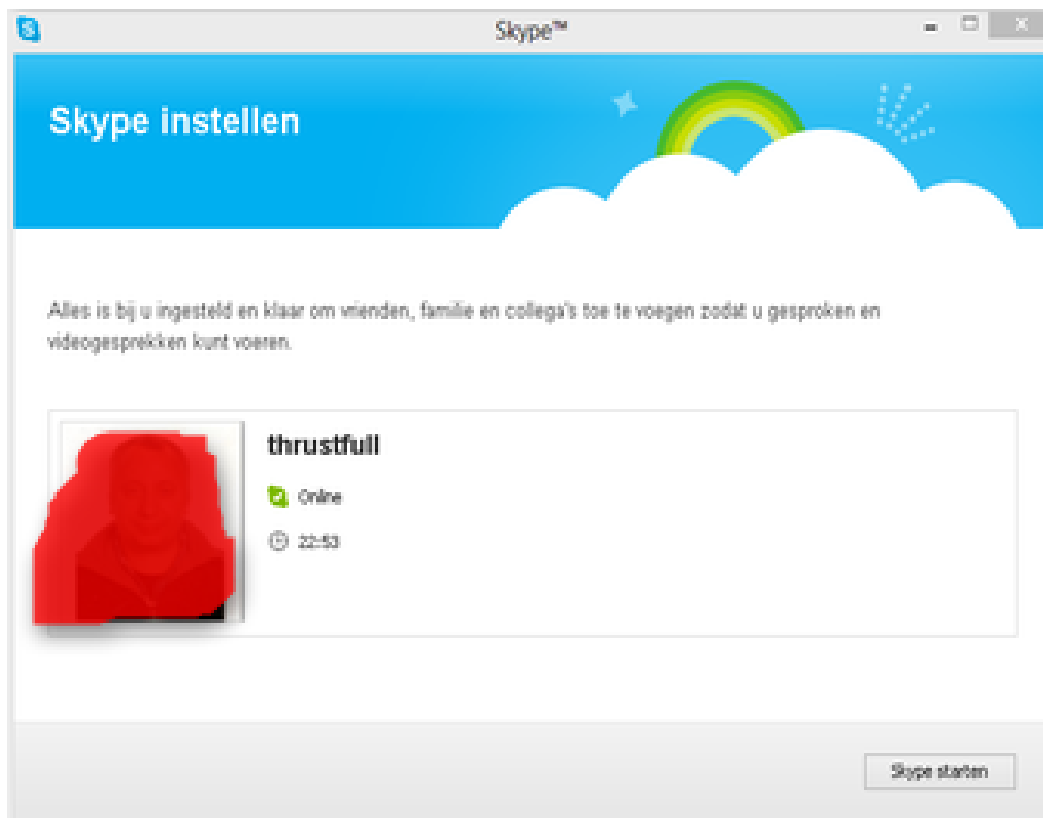 Skype™
Skype instellen
Alles is bij u ingesteld en klaar om vrienden, familie en collega's toe te voegen zodat u gesproken en
videogesprekken kunt voeren.
thrustfull
Online
22:53
Skype starten